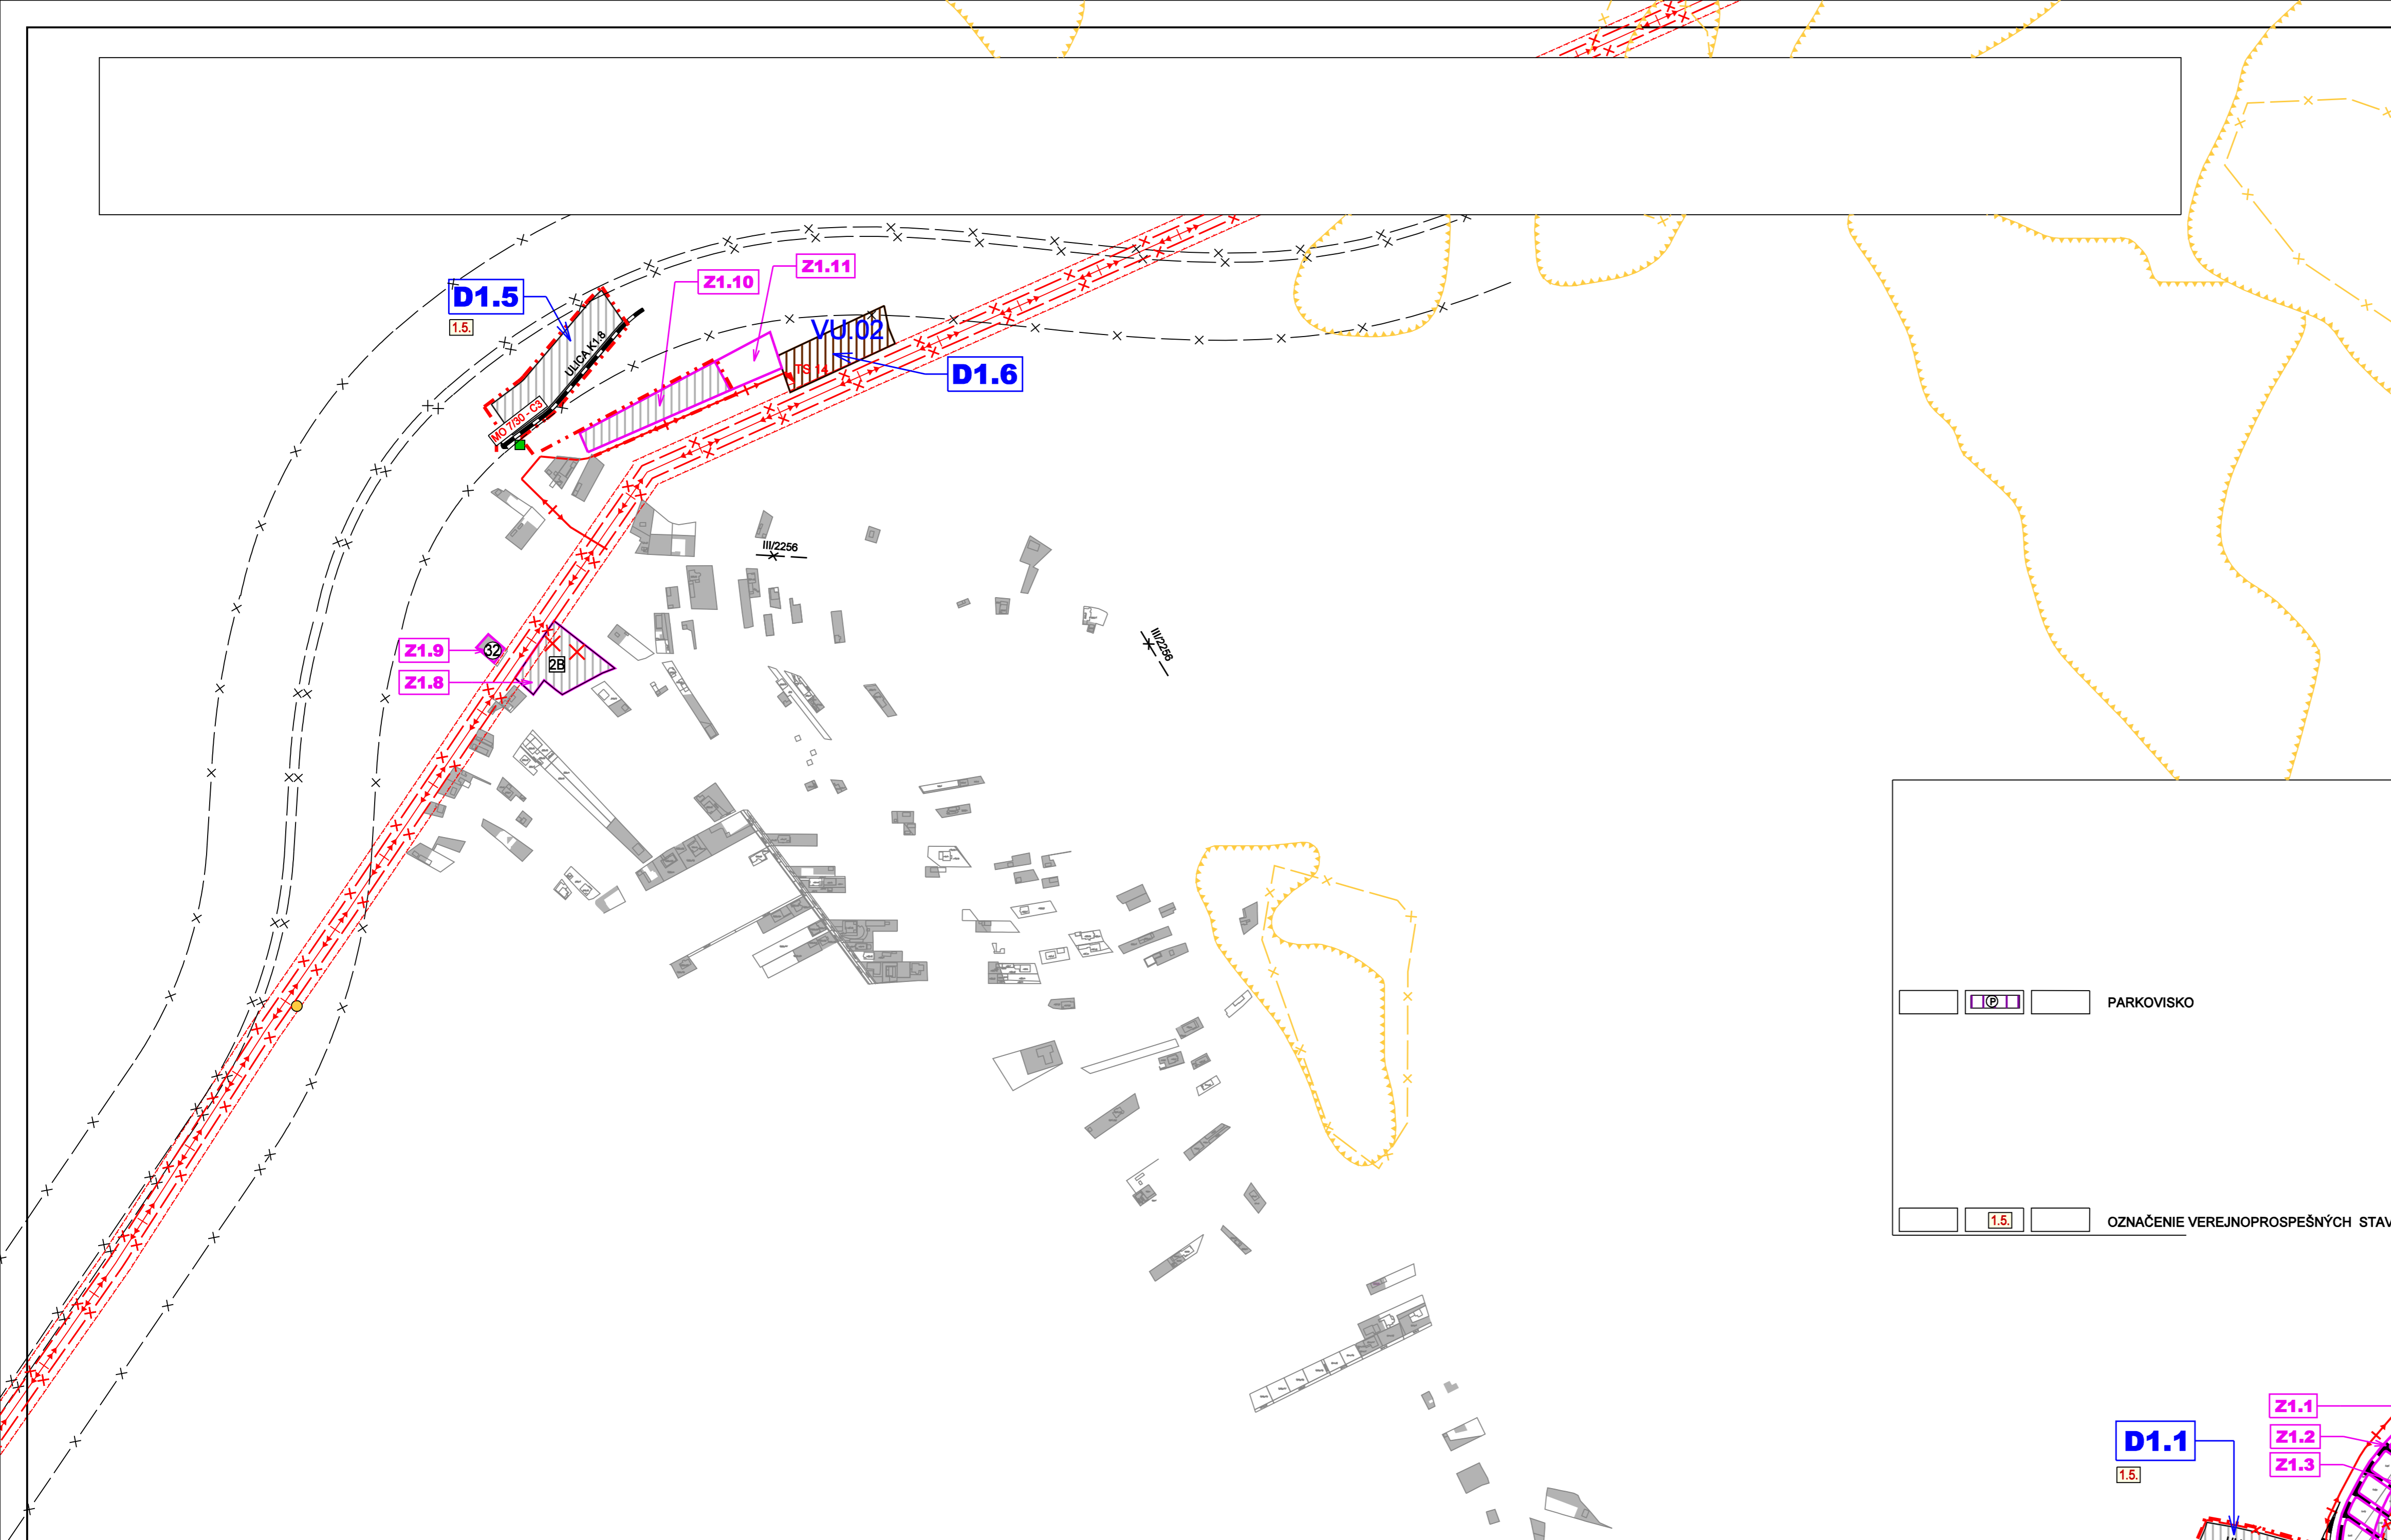 Z1.11
Z1.10
D1.5
1.5.
ULICA K1.8
VU.02
TS 14
D1.6
MO 7/30 - C3
III/2256
III/2256
Z1.9
32
2B
Z1.8
P
PARKOVISKO
1.5.
OZNAČENIE VEREJNOPROSPEŠNÝCH STAV
Z1.1
D1.1
Z1.2
Z1.3
1.5.